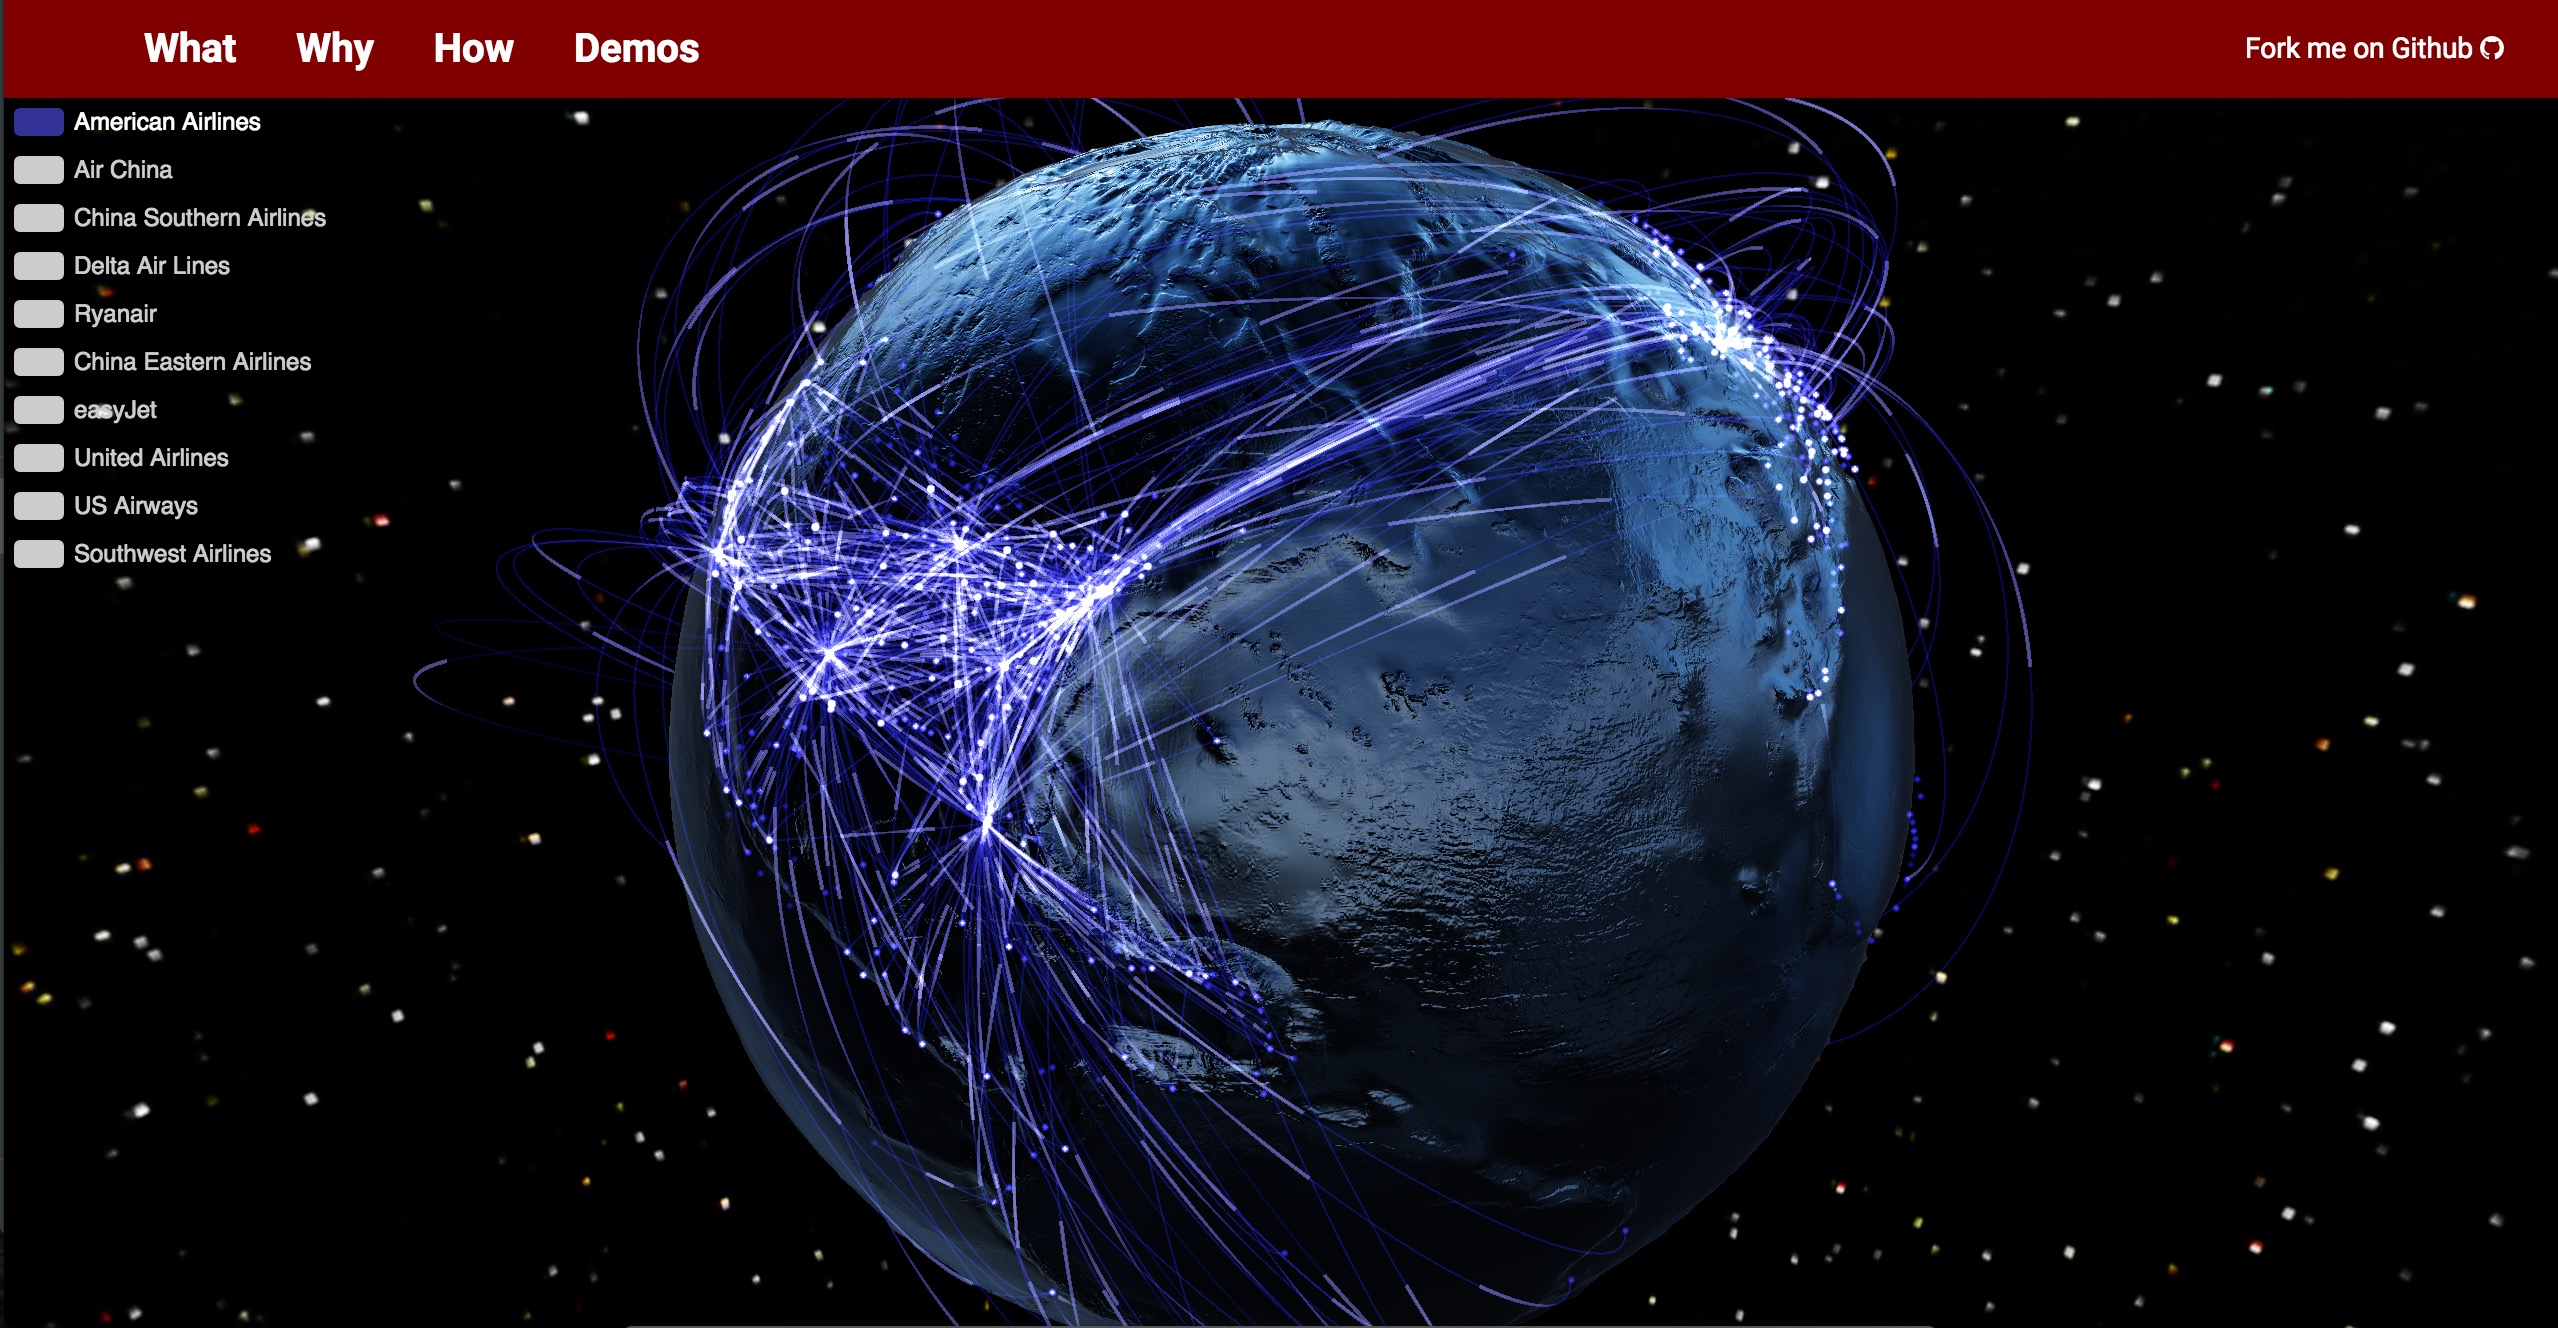 What Why How Demos Fork me on Github
American Airlines
Air China
China Southern Airlines
Delta Air Lines
Ryanair
China Eastern Airlines
easyJet
United Airlines
US Airways
Southwest Airlines